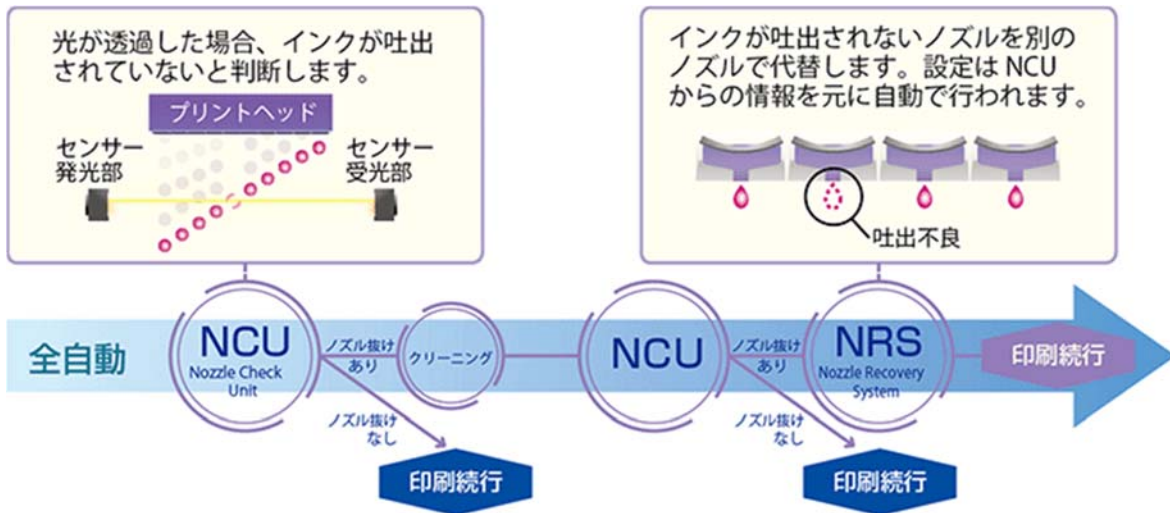 光が透過した場合、インクが吐出
されていないと判断します。
プリントヘッド
センサー
発光部
センサー
受光部
インクが吐出されないノズルを別の
ノズルで代替します。設定は NCU
からの情報を元に自動で行われます。
吐出不良
全自動
NCU
Nozzle Check
Unit
ノズル抜け
あり
クリーニング
NCU
ノズル抜け
あり
NRS
Nozzle Recovery
System
印刷続行
ノズル抜け
なし
印刷続行
ノズル抜け
なし
印刷続行